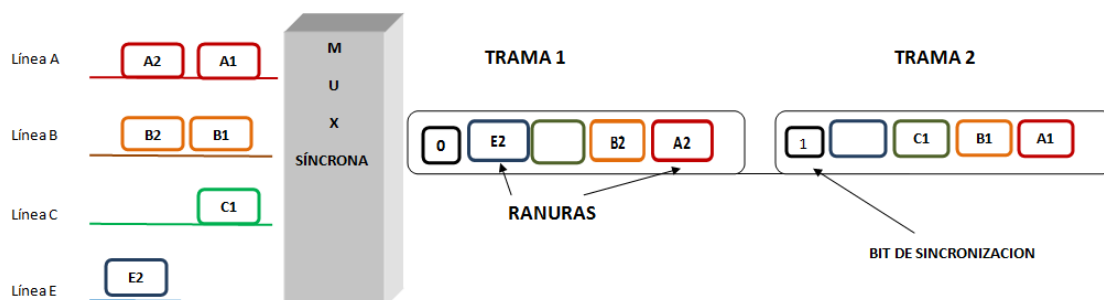 Línea A
A2 A1
Línea B
B2 B1
Línea C
C1
Línea E
E2
M
U
X
SÍNCRONA
TRAMA 1
0 E2 B2 A2
RANURAS
TRAMA 2
1 C1 B1 A1
BIT DE SINCRONIZACION